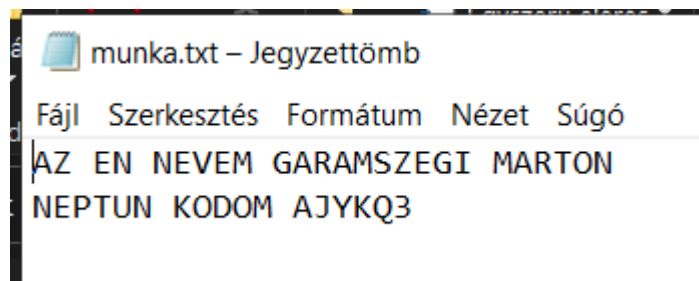 munka.txt – Jegyzettömb
Fájl Szerkesztés Formátum Nézet Súgó
AZ EN NEVEM GARAMSZEGI MARTON
NEPTUN KODOM AJYKQ3